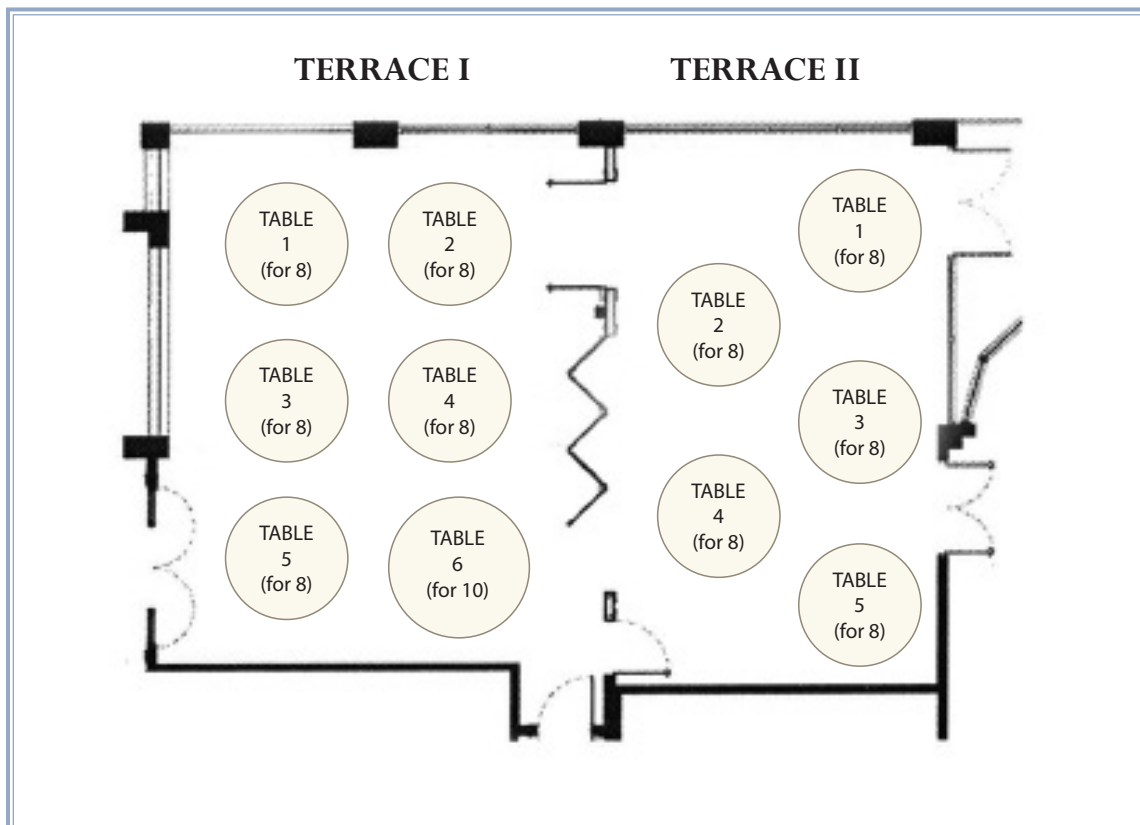 TERRACE I
TERRACE II
TABLE
1
(for 8)
TABLE
2
(for 8)
TABLE
3
(for 8)
TABLE
4
(for 8)
TABLE
5
(for 8)
TABLE
6
(for 10)
TABLE
1
(for 8)
TABLE
2
(for 8)
TABLE
3
(for 8)
TABLE
4
(for 8)
TABLE
5
(for 8)